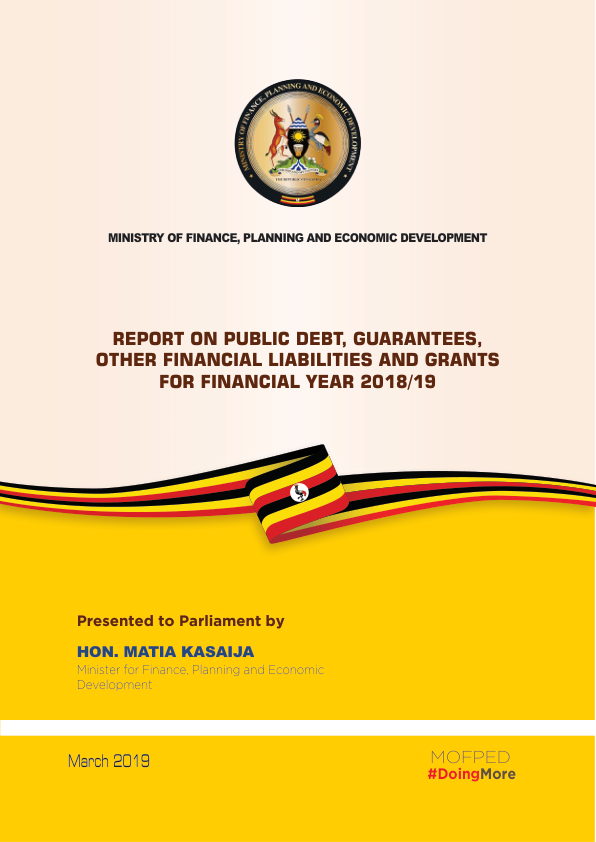 MINISTRY OF FINANCE, PLANNING AND ECONOMIC DEVELOPMENT
MINISTRY OF FINANCE, PLANNING AND ECONOMIC DEVELOPMENT
REPORT ON PUBLIC DEBT, GUARANTEES,
OTHER FINANCIAL LIABILITIES AND GRANTS
FOR FINANCIAL YEAR 2018/19
Presented to Parliament by
HON. MATIA KASAIJA
Minister for Finance, Planning and Economic
Development
March 2019
MOFPED
#DoingMore